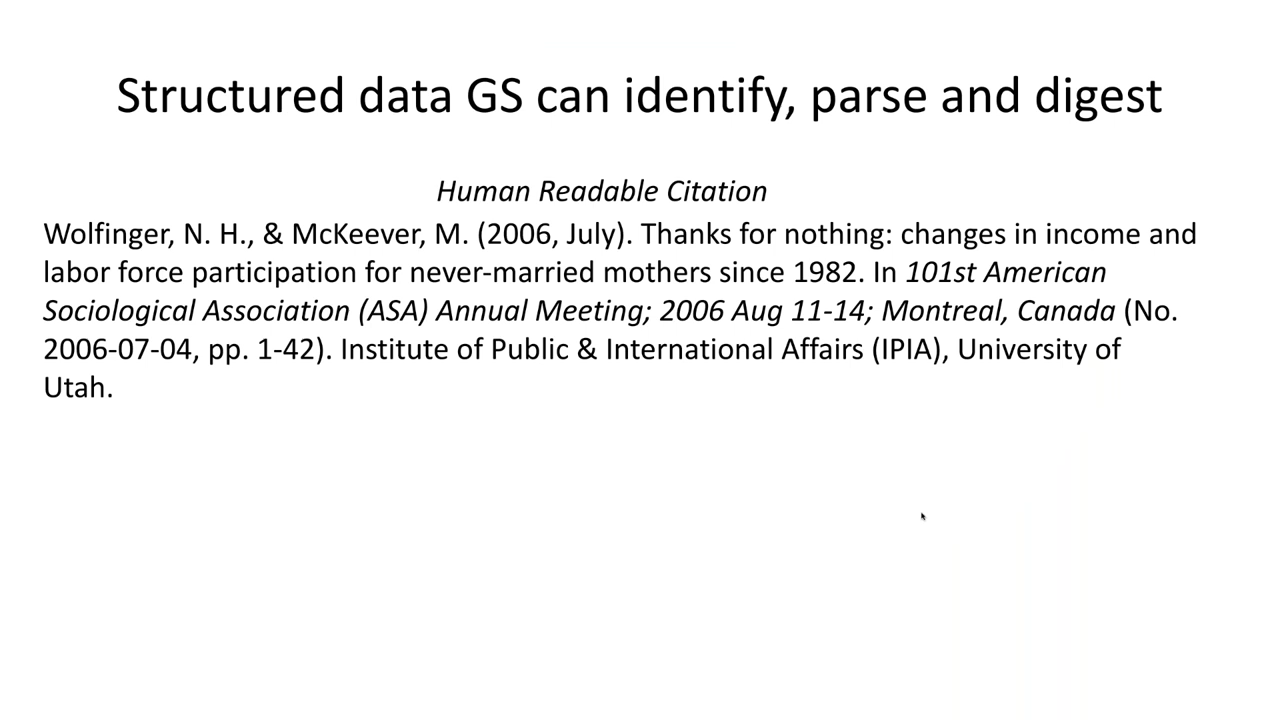 Structured data GS can identify, parse and digest
Human Readable Citation
Wolfinger, N. H., & McKeever, M. (2006, July). Thanks for nothing: changes in income and
labor force participation for never-married mothers since 1982. In 101st American
Sociological Association (ASA) Annual Meeting; 2006 Aug 11-14; Montreal, Canada (No.
2006-07-04, pp. 1-42). Institute of Public & International Affairs (IPIA), University of
Utah.